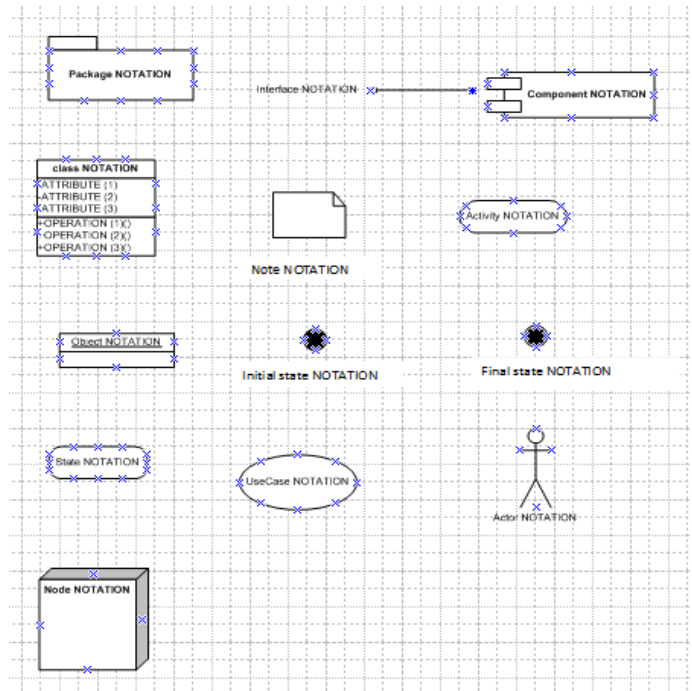 Package NOTATION
Interface NOTATION
Component NOTATION
class NOTATION
-ATTRIBUTE (1)
-ATTRIBUTE (2)
-ATTRIBUTE (3)
+OPERATION (1)()
-OPERATION (2)()
+OPERATION (3)()
Note NOTATION
Activity NOTATION
Object NOTATION
Initial state NOTATION
Final state NOTATION
State NOTATION
UseCase NOTATION
Actor NOTATION
Node NOTATION